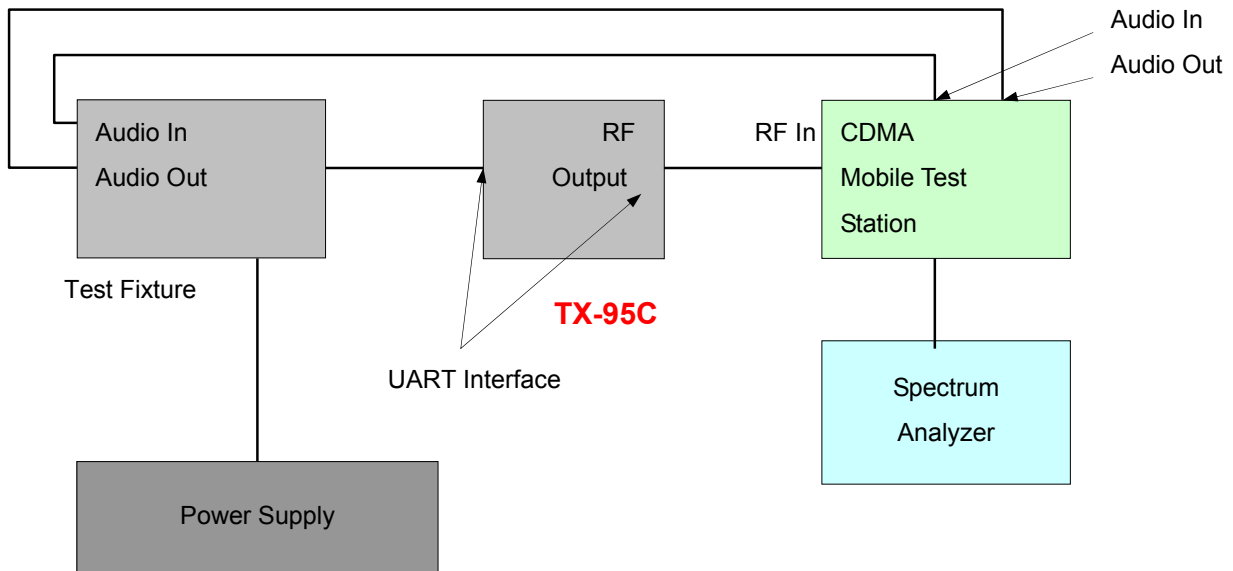 Audio In
Audio Out
Audio In
Audio Out
RF
Output
RF In
CDMA
Mobile Test
Station
Test Fixture
TX-95C
UART Interface
Spectrum
Analyzer
Power Supply